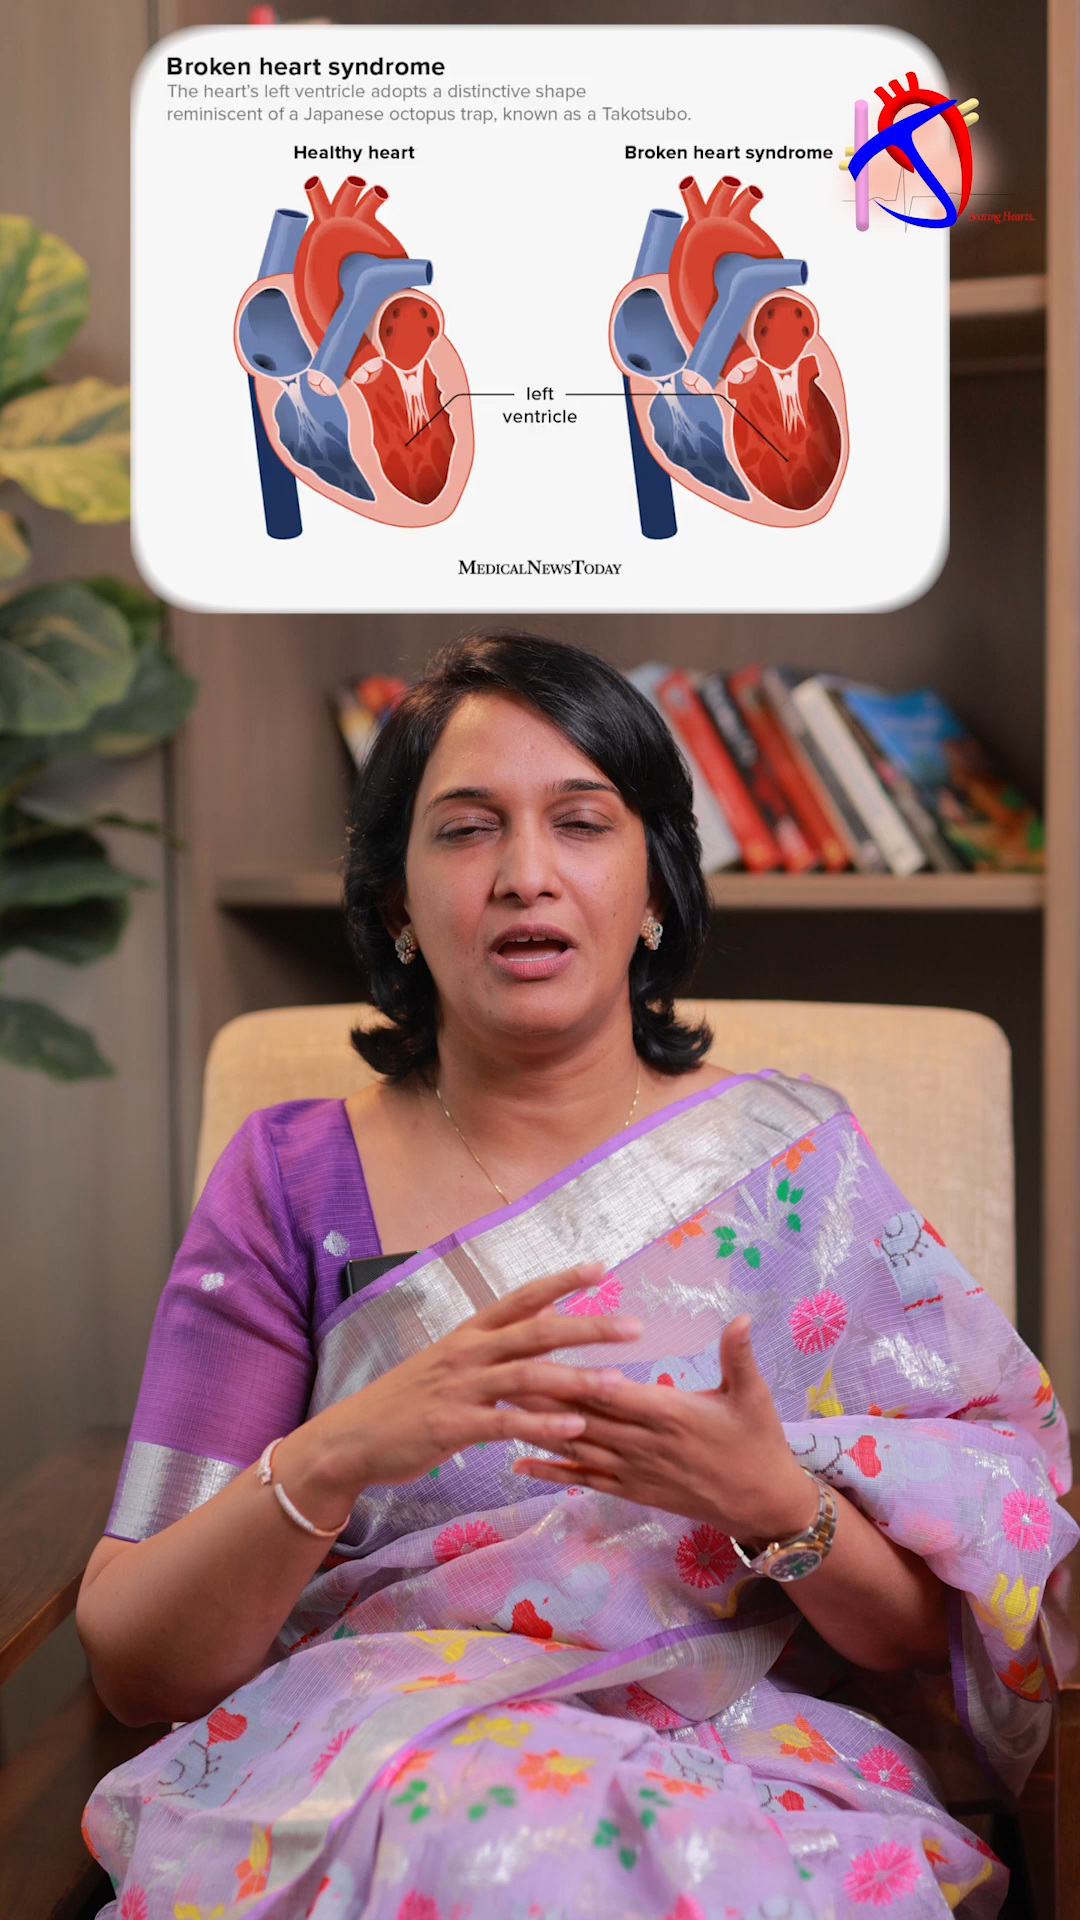 Broken heart syndrome
The heart's left ventricle adopts a distinctive shape
reminiscent of a Japanese octopus trap, known as a Takotsubo.
Healthy heart
Broken heart syndrome
left
ventricle
MEDICALNEWSTODAY